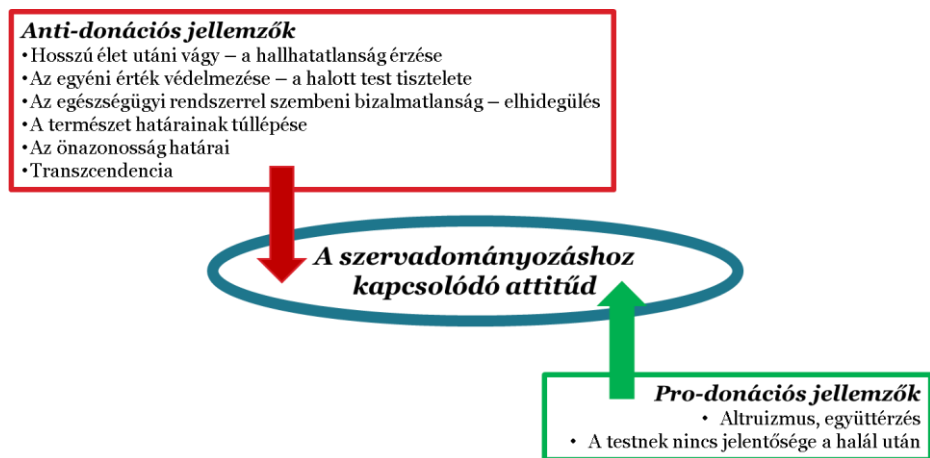 Anti-donációs jellemzők
•Hosszú élet utáni vágy – a hallhatatlanság érzése
•Az egyéni érték védelmezése – a halott test tisztelete
•Az egészségügyi rendszerrel szembeni bizalmatlanság – elhidegülés
•A természet határainak túllépése
•Az önazonosság határai
•Transzcendencia
A szervadományozáshoz
kapcsolódó attitűd
Pro-donációs jellemzők
• Altruizmus, együttérzés
• A testnek nincs jelentősége a halál után